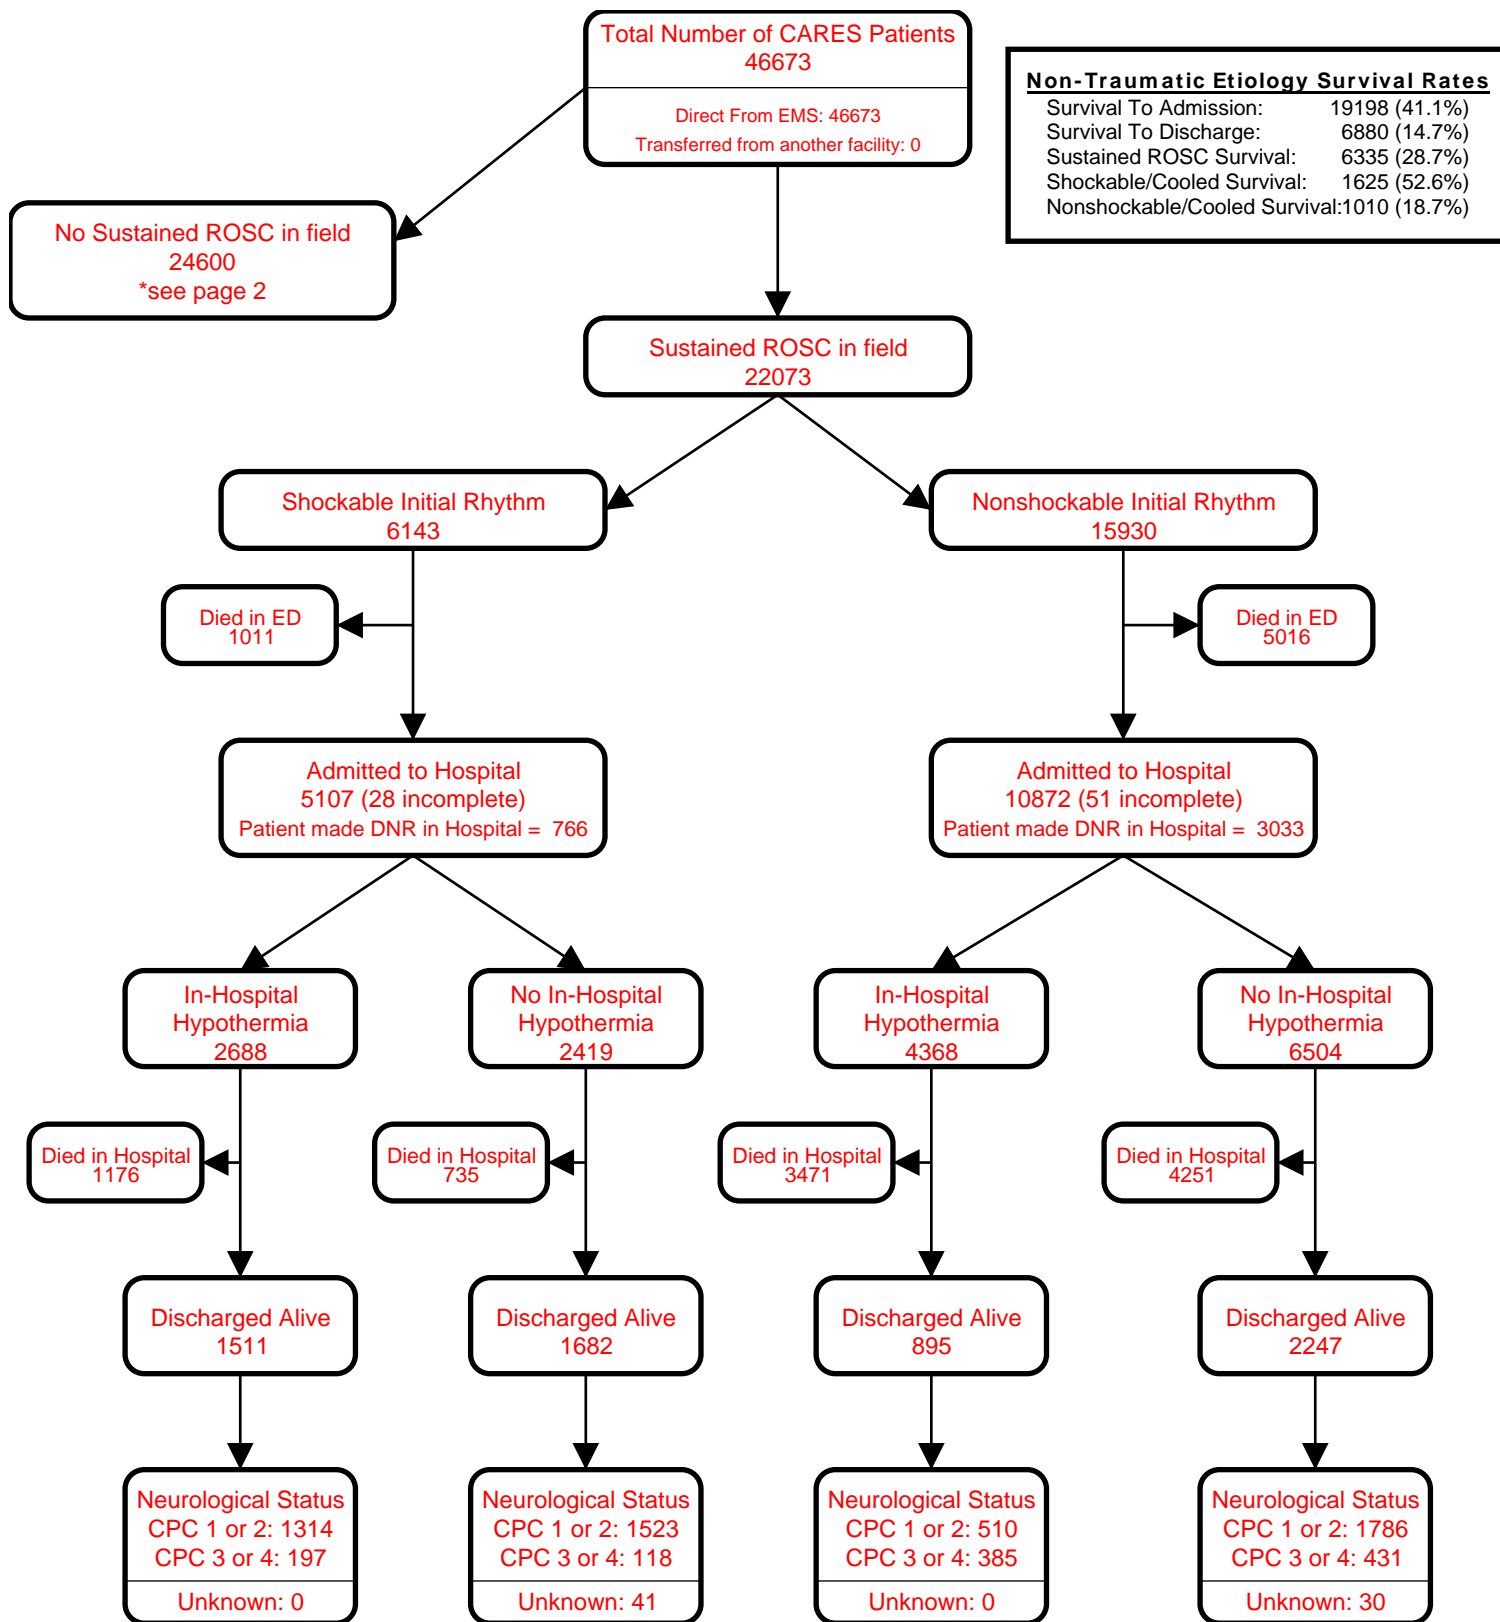 Total Number of CARES Patients
46673
Direct From EMS: 46673
Transferred from another facility: 0
Non-Traumatic Etiology Survival Rates
Survival To Admission: 19198 (41.1%)
Survival To Discharge: 6880 (14.7%)
Sustained ROSC Survival: 6335 (28.7%)
Shockable/Cooled Survival: 1625 (52.6%)
Nonshockable/Cooled Survival:1010 (18.7%)
No Sustained ROSC in field
24600
*see page 2
Sustained ROSC in field
22073
Shockable Initial Rhythm
6143
Nonshockable Initial Rhythm
15930
Died in ED
1011
Died in ED
5016
Admitted to Hospital
5107 (28 incomplete)
Patient made DNR in Hospital = 766
Admitted to Hospital
10872 (51 incomplete)
Patient made DNR in Hospital = 3033
In-Hospital
Hypothermia
2688
No In-Hospital
Hypothermia
2419
In-Hospital
Hypothermia
4368
No In-Hospital
Hypothermia
6504
Died in Hospital
1176
Died in Hospital
735
Died in Hospital
3471
Died in Hospital
4251
Discharged Alive
1511
Discharged Alive
1682
Discharged Alive
895
Discharged Alive
2247
Neurological Status
CPC 1 or 2: 1314
CPC 3 or 4: 197
Unknown: 0
Neurological Status
CPC 1 or 2: 1523
CPC 3 or 4: 118
Unknown: 41
Neurological Status
CPC 1 or 2: 510
CPC 3 or 4: 385
Unknown: 0
Neurological Status
CPC 1 or 2: 1786
CPC 3 or 4: 431
Unknown: 30